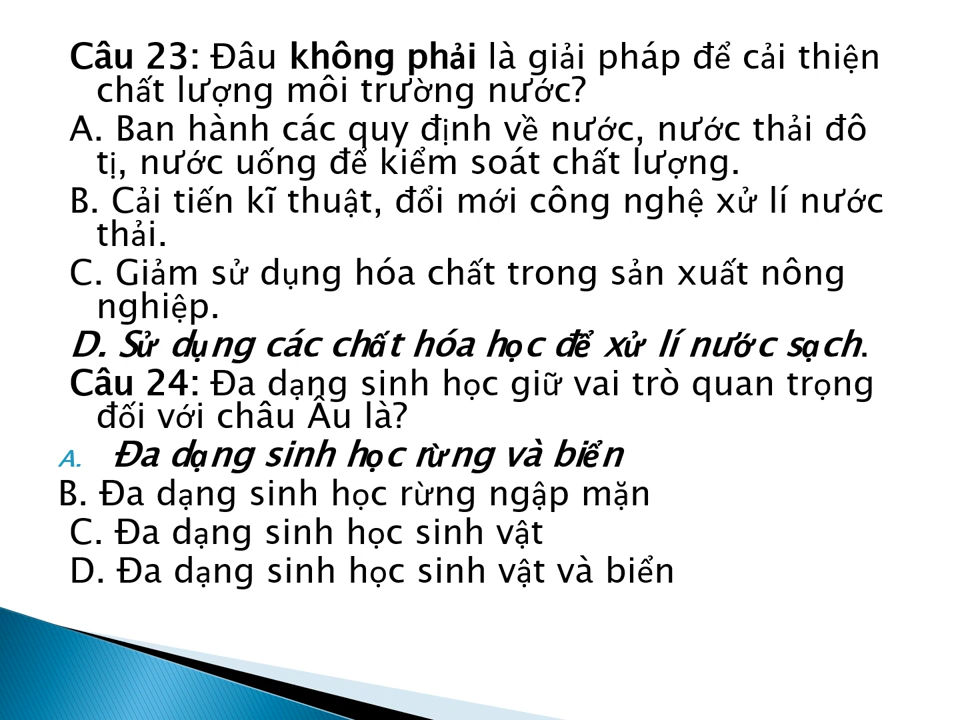 Câu 23: Đâu không phải là giải pháp để cải thiện
chất lượng môi trường nước?
A. Ban hành các quy định về nước, nước thải đô
tị, nước uống để kiểm soát chất lượng.
B. Cải tiến kĩ thuật, đổi mới công nghệ xử lí nước
thải.
C. Giảm sử dụng hóa chất trong sản xuất nông
nghiệp.
D. Sử dụng các chất hóa học để xử lí nước sạch.
Câu 24: Đa dạng sinh học giữ vai trò quan trọng
đối với châu Âu là?
A. Đa dạng sinh học rừng và biển
B. Đa dạng sinh học rừng ngập mặn
C. Đa dạng sinh học sinh vật
D. Đa dạng sinh học sinh vật và biển